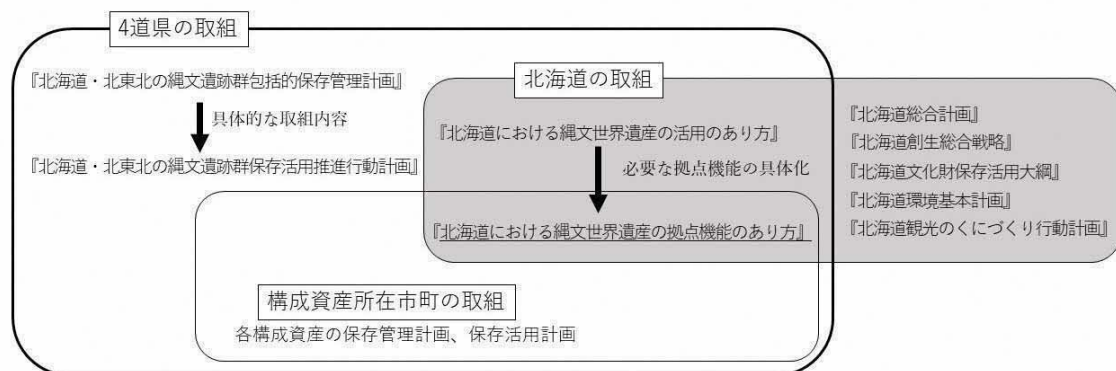 4道県の取組
『北海道・北東北の縄文遺跡群包括的保存管理計画』
具体的な取組内容
『北海道・北東北の縄文遺跡群保存活用推進行動計画』
北海道の取組
『北海道における縄文世界遺産の活用のあり方』
必要な拠点機能の具体化
『北海道における縄文世界遺産の拠点機能のあり方』
『北海道総合計画』
『北海道創生総合戦略』
『北海道文化財保存活用大綱』
『北海道環境基本計画』
『北海道観光のくにづくり行動計画』
構成資産所在市町の取組
各構成資産の保存管理計画、保存活用計画